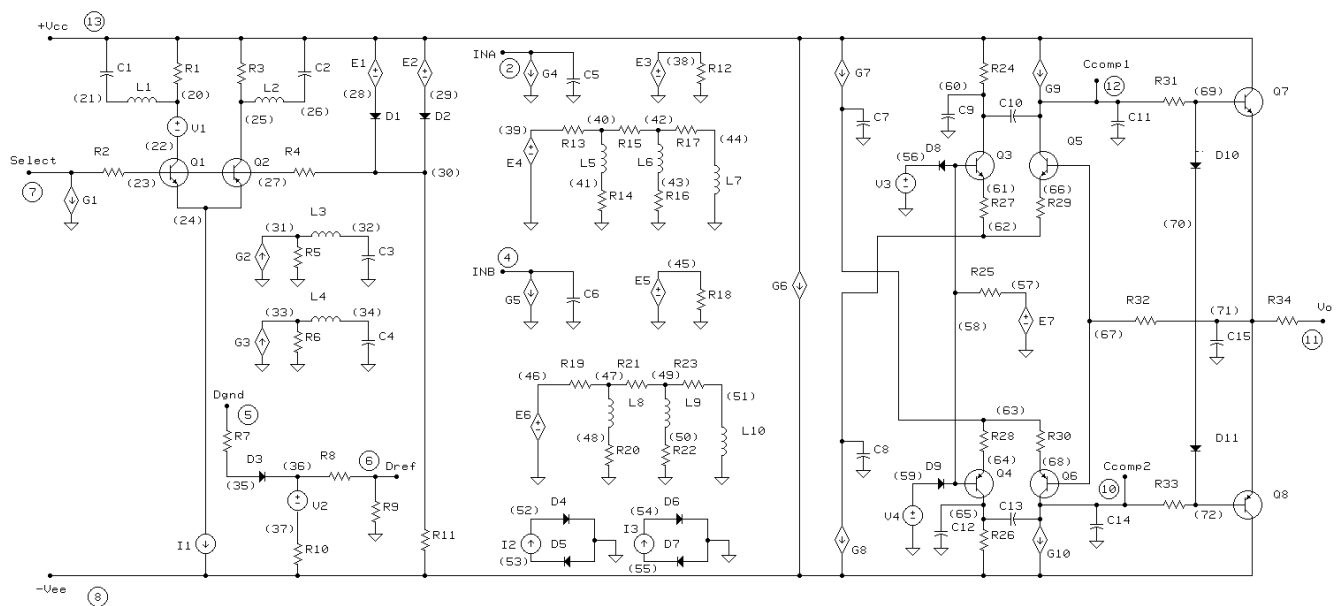 +Vcc 13
C1 R1 R3 C2 E1 E2 INA 2 G4 C5 E3 (38) R12 G7 R24 G9 Ccomp1 R31 Q7
(21) L1 (20) L2 (26) (28) (29) (60) C9 C10 12 (69)
(25) D1 D2 C7 C11
V1 (39) (40) (42) (44) Q5
(22) R13 R15 R17 D8
Select R2 Q1 Q2 R4 E4 L5 L6 L7 (56) Q3 D10
7 (23) (27) (30) (41) (43) V3 (61) (66)
G1 (24) R14 R16 R27 R29
L3 (62) (70)
(31) (32)
G2 R5 C3 INB 4 (45) R25
G5 C6 E5 R18 G6 (57)
L4 R32 (71) R34 Vo
(33) (34) (58) E7 (67) C15 11
G3 R6 C4
R19 R21 R23
(46) (47) (49) (51)
Dgnd E6 L8 L9 L10 (63)
5
R7 (48) (50) C8 R28 R30 D11
D3 (36) R8 6 Dref R20 R22 D9 (64) (68) Ccomp2
(35) (59) Q4 Q6 10 R33 Q8
V2 R9 D4 D6 V4 (65) C13 (72)
(37) (52) (54) C12 C14
I1 R10 R11 I2 D5 I3 D7 G8 R26 G10
(53) (55)
-Vee 8